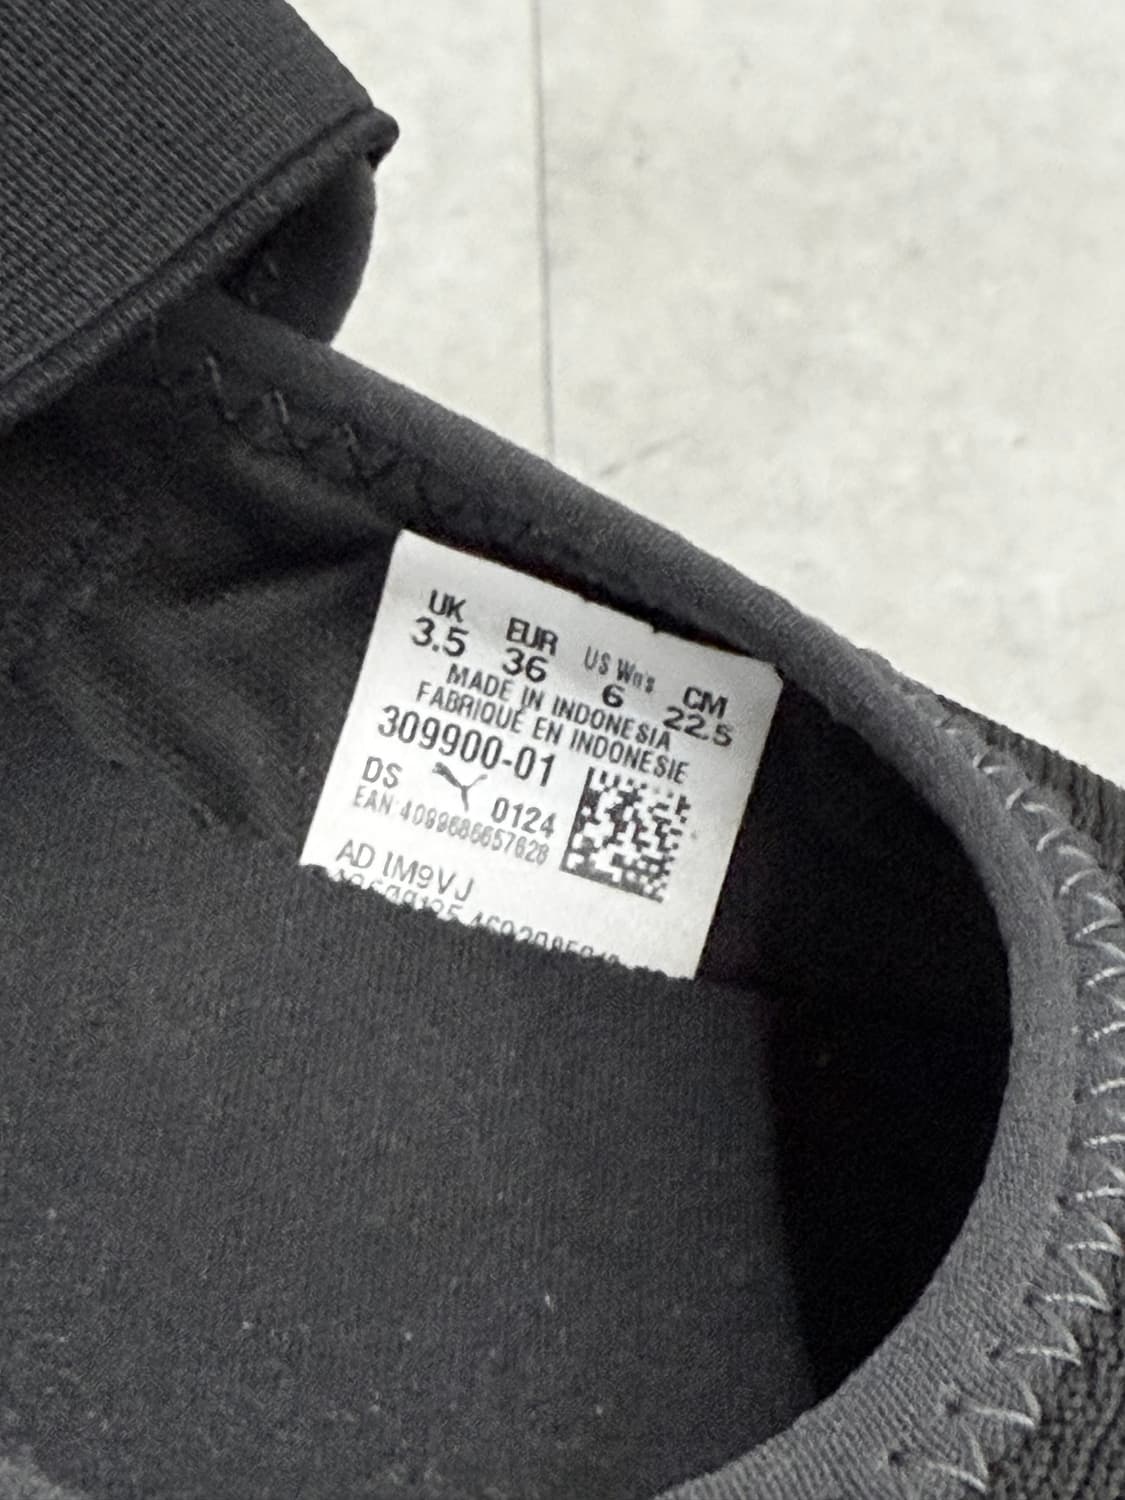 UK EUR US Wn's CM
3.5 36 6 22.5
MADE IN INDONESIA
FABRIQUÉ EN INDONESIE
309900-01
DS 0124
EAN:4099686657628
AD 1M9VJ